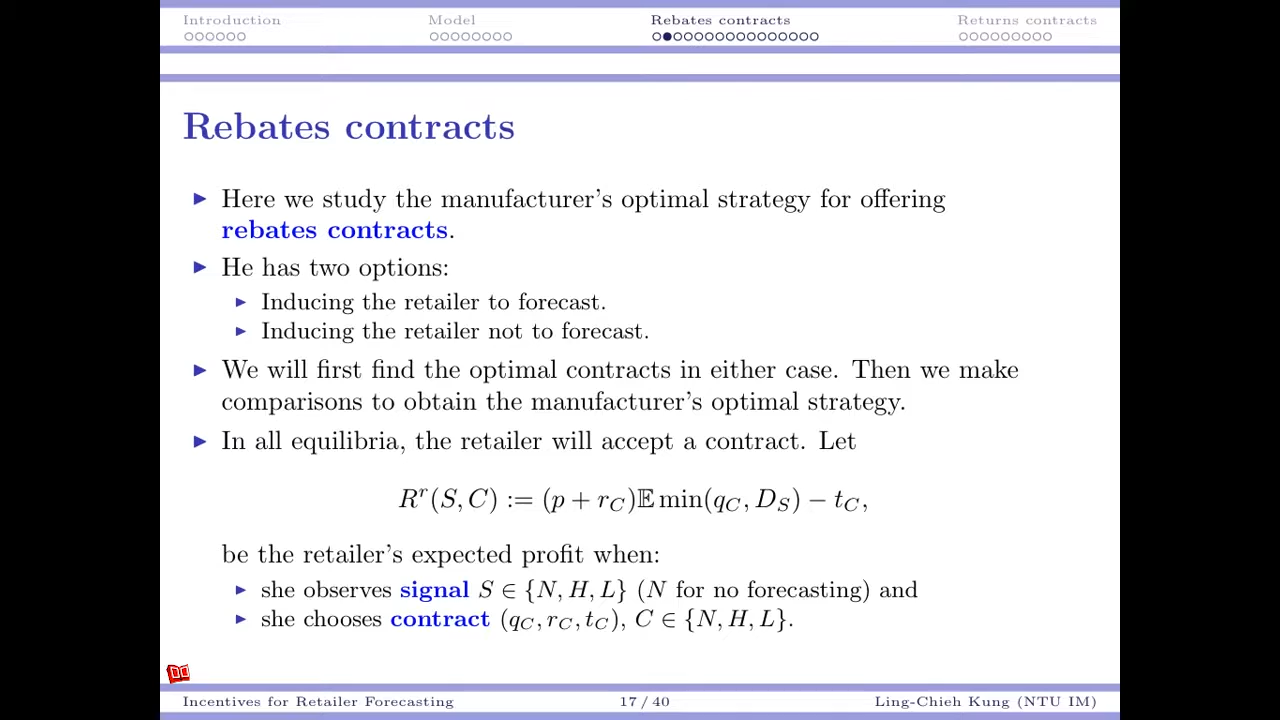 Introduction Model Rebates contracts Returns contracts
Rebates contracts
Here we study the manufacturer's optimal strategy for offering
rebates contracts.
He has two options:
Inducing the retailer to forecast.
Inducing the retailer not to forecast.
We will first find the optimal contracts in either case. Then we make
comparisons to obtain the manufacturer's optimal strategy.
In all equilibria, the retailer will accept a contract. Let
R^r(S, C) := (p + r_C)𝔼 min(q_C, D_S) − t_C,
be the retailer's expected profit when:
she observes signal S ∈ {N, H, L} (N for no forecasting) and
she chooses contract (q_C, r_C, t_C), C ∈ {N, H, L}.
Incentives for Retailer Forecasting 17 / 40 Ling-Chieh Kung (NTU IM)